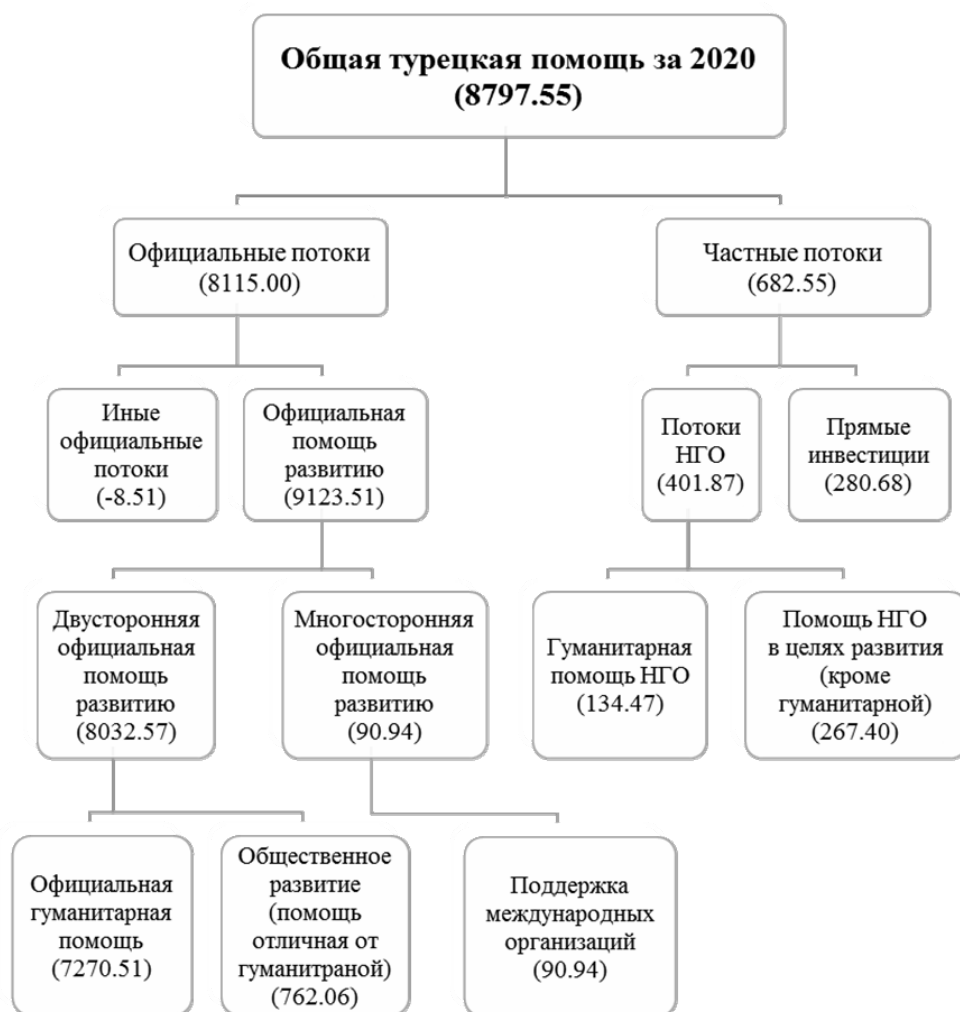 Общая турецкая помощь за 2020
(8797.55)
Официальные потоки
(8115.00)
Частные потоки
(682.55)
Иные
официальные
потоки
(-8.51)
Официальная
помощь
развитию
(9123.51)
Потоки
НГО
(401.87)
Прямые
инвестиции
(280.68)
Двусторонняя
официальная
помощь
развитию
(8032.57)
Многосторонняя
официальная
помощь
развитию
(90.94)
Гуманитарная
помощь НГО
(134.47)
Помощь НГО
в целях развития
(кроме
гуманитарной)
(267.40)
Официальная
гуманитарная
помощь
(7270.51)
Общественное
развитие
(помощь
отличная от
гуманитраной)
(762.06)
Поддержка
международных
организаций
(90.94)